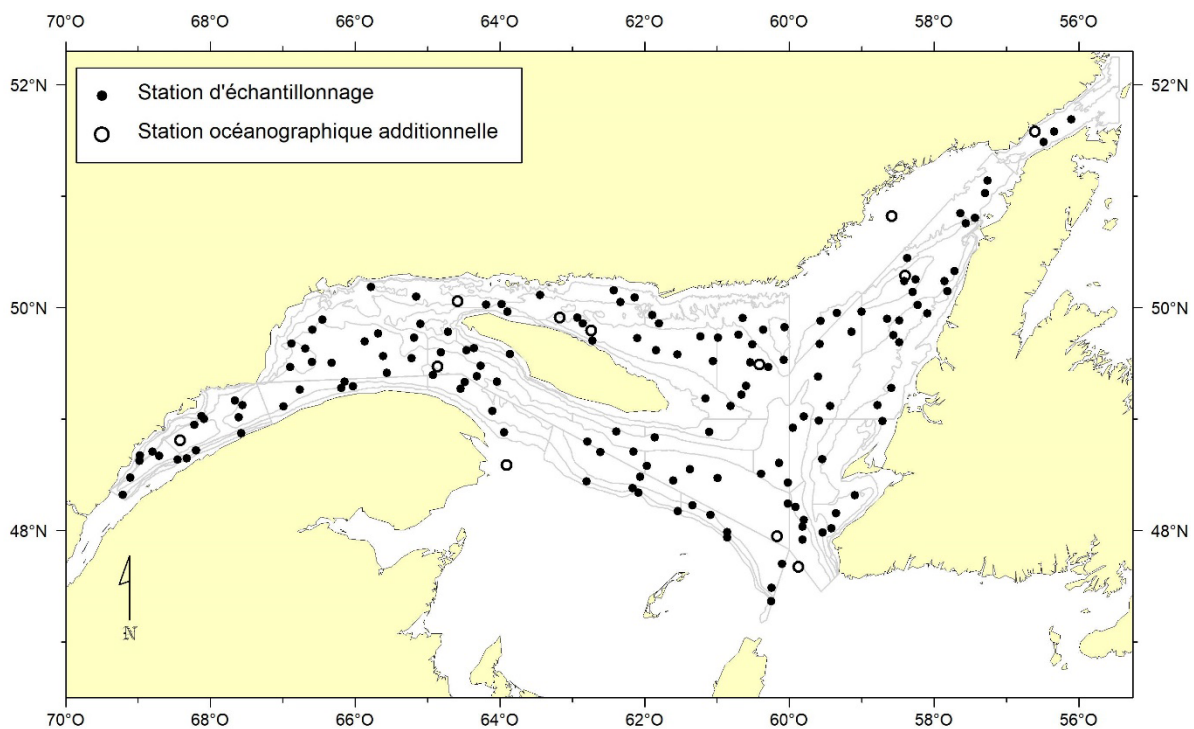 70°O 68°O 66°O 64°O 62°O 60°O 58°O 56°O
52°N 52°N
Station d'échantillonnage
Station océanographique additionnelle
50°N 50°N
48°N 48°N
N
70°O 68°O 66°O 64°O 62°O 60°O 58°O 56°O